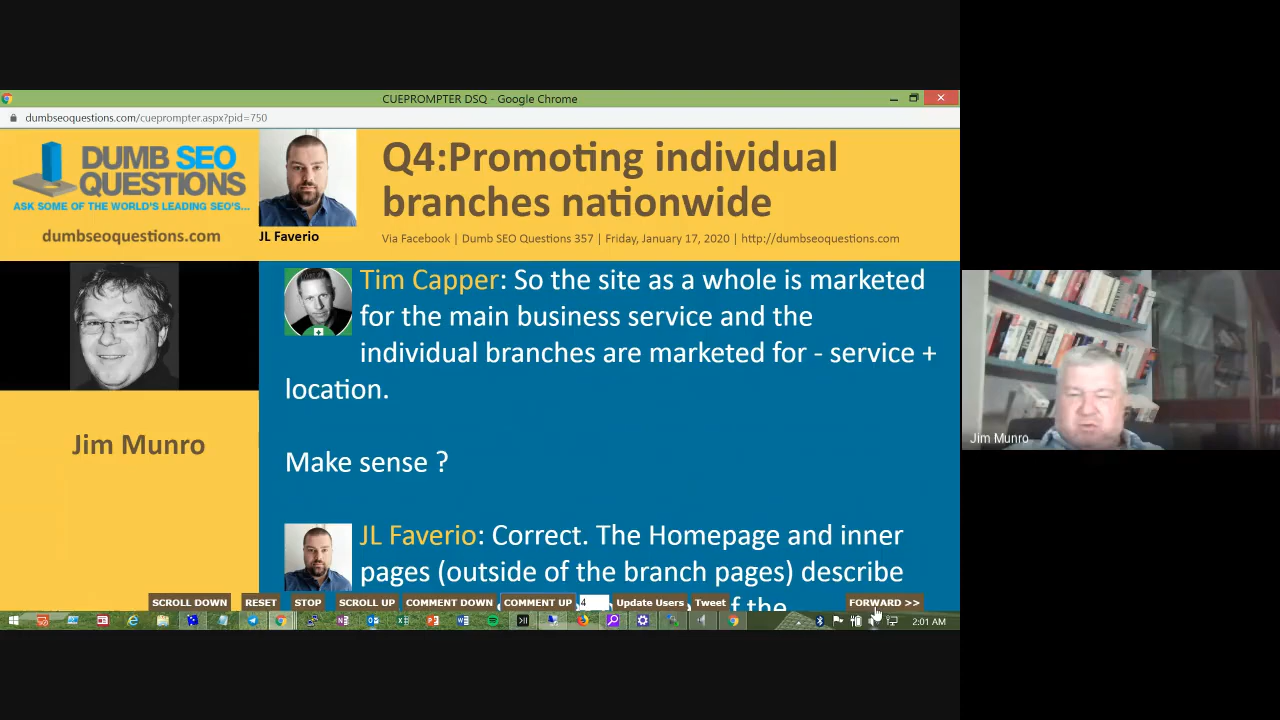 CUEPROMPTER DSQ - Google Chrome
dumbseoquestions.com/cueprompter.aspx?pid=750
DUMB SEO
QUESTIONS
ASK SOME OF THE WORLD'S LEADING SEO'S...
dumbseoquestions.com
JL Faverio
Q4:Promoting individual
branches nationwide
Via Facebook | Dumb SEO Questions 357 | Friday, January 17, 2020 | http://dumbseoquestions.com
Jim Munro
Tim Capper: So the site as a whole is marketed
for the main business service and the
individual branches are marketed for - service +
location.
Make sense ?
JL Faverio: Correct. The Homepage and inner
pages (outside of the branch pages) describe
f the
SCROLL DOWN
RESET
STOP
SCROLL UP
COMMENT DOWN
COMMENT UP
4
Update Users
Tweet
FORWARD >>
2:01 AM
Jim Munro